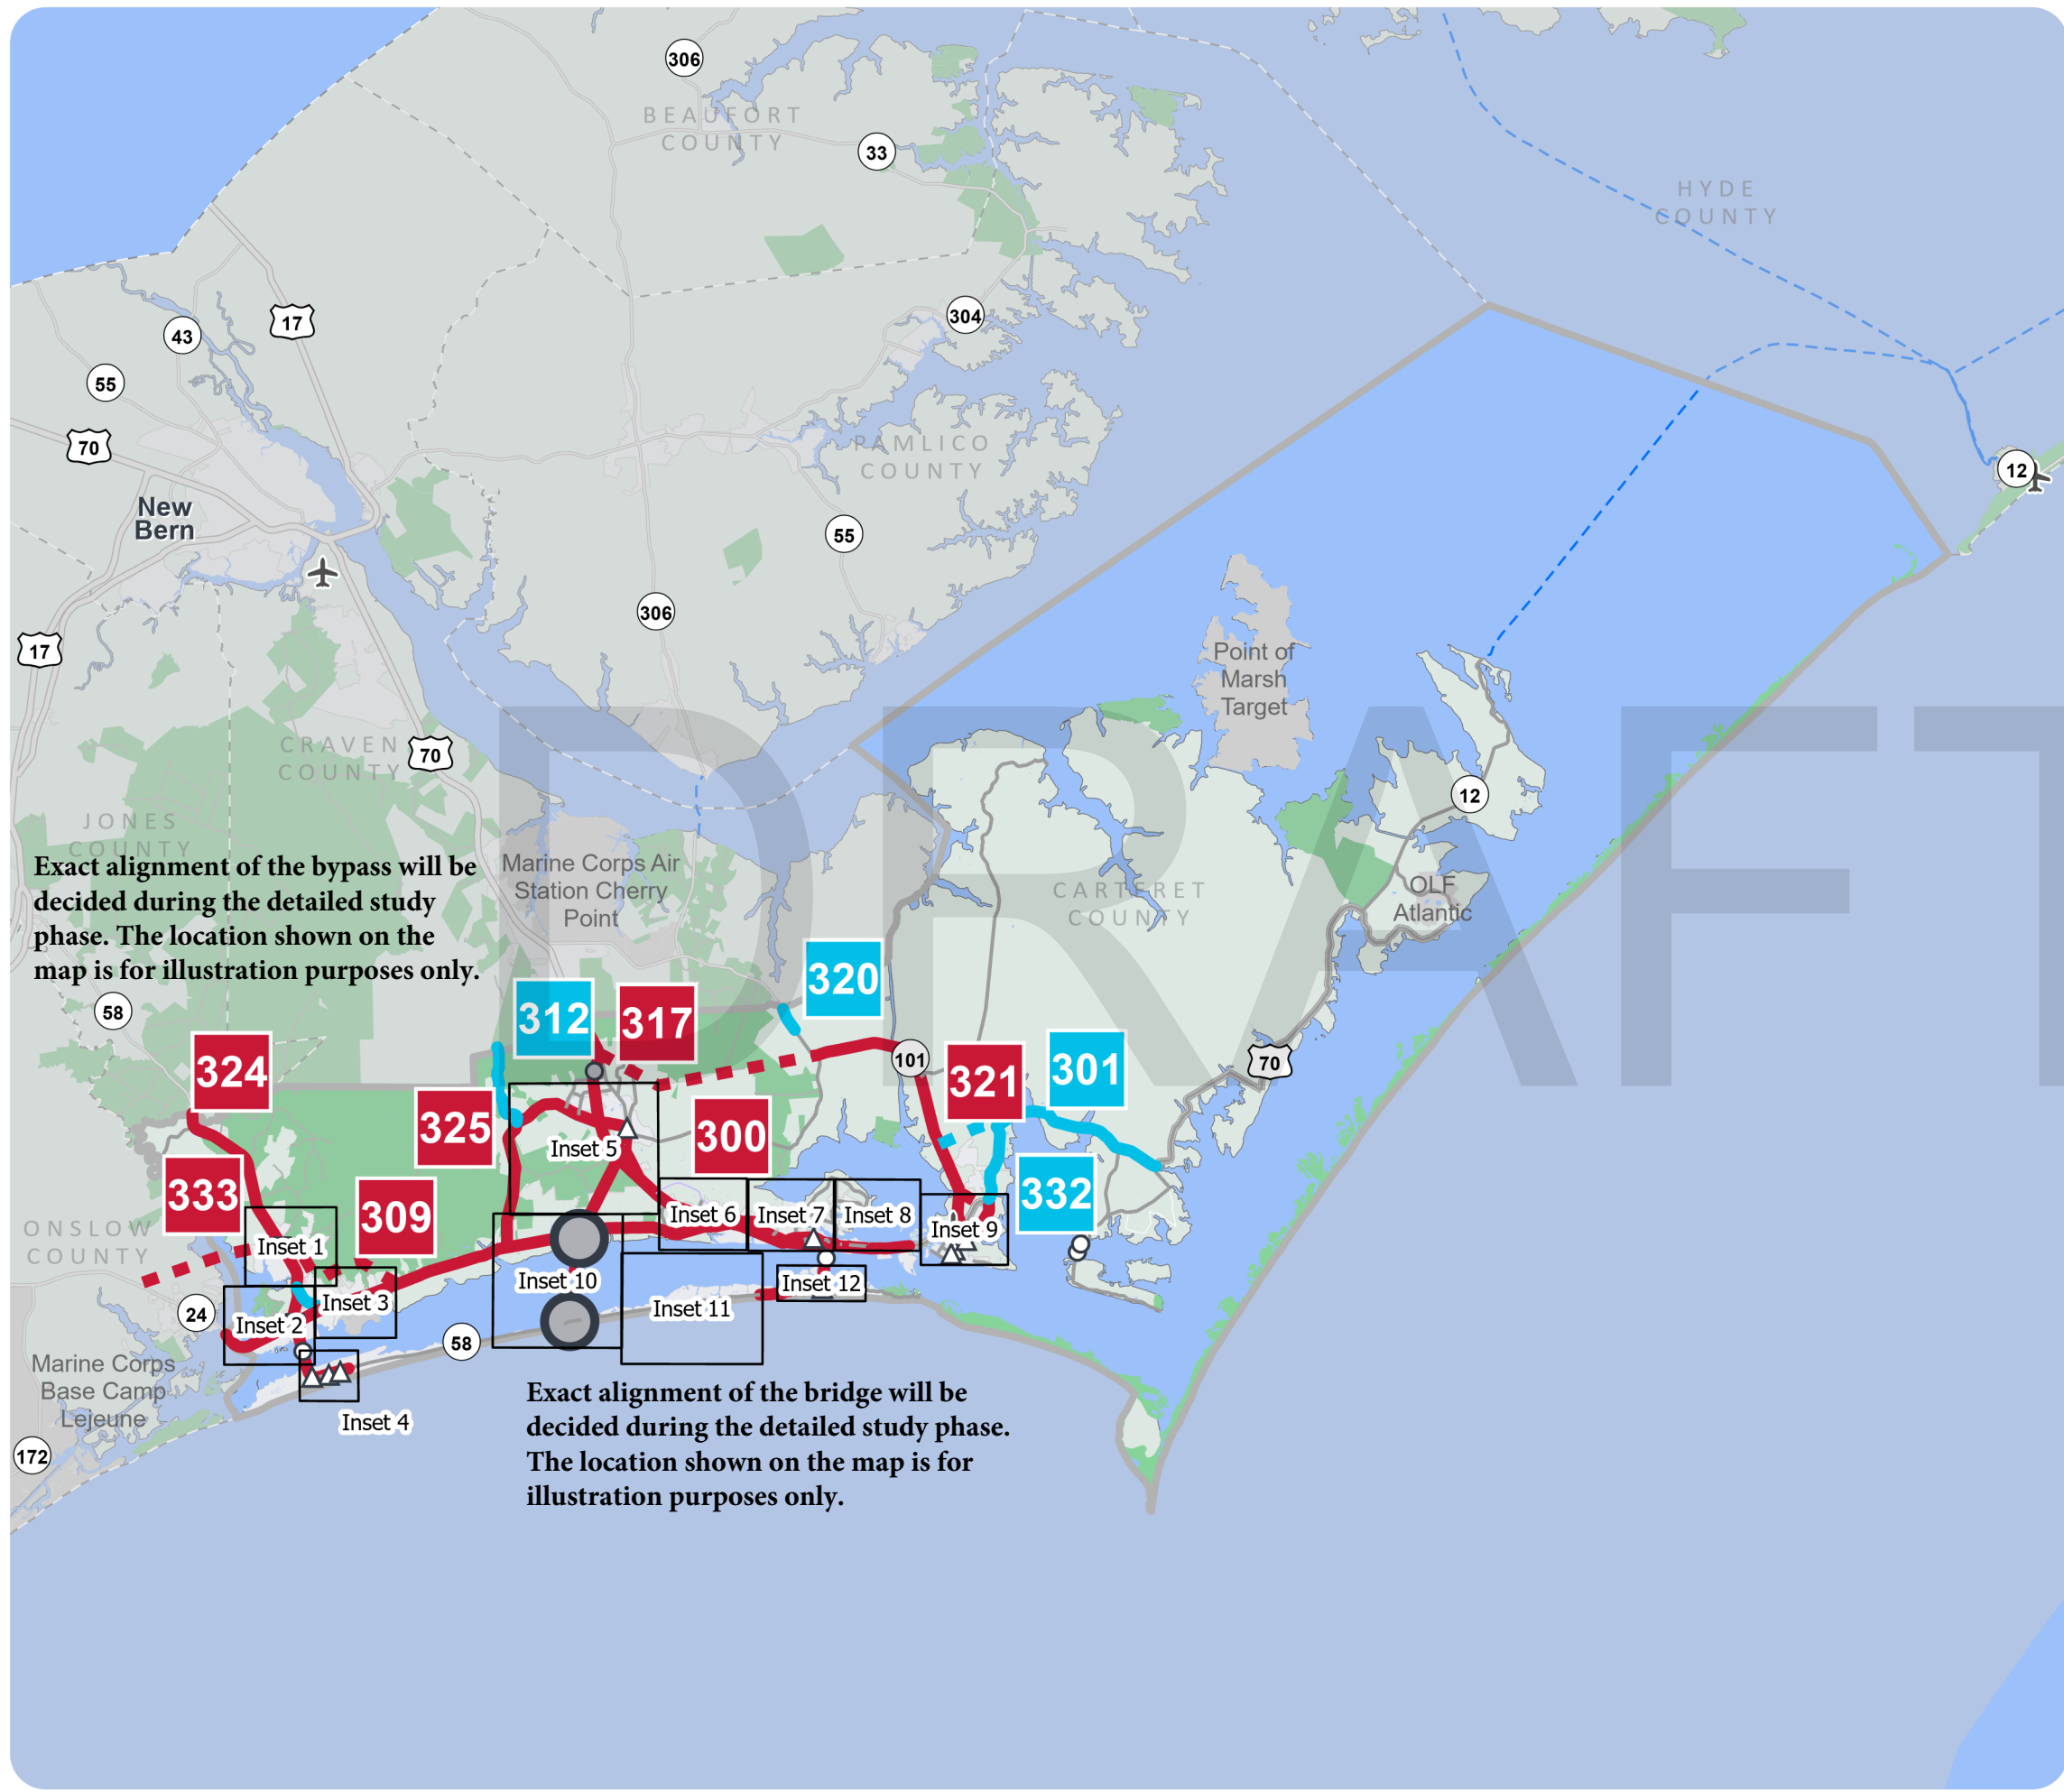 306
BEAUFORT
COUNTY
33
HYDE
COUNTY
17
43
304
55
70
PAMLICO
COUNTY
12
New
Bern
55
306
17
Point of
Marsh
Target
CRAVEN
COUNTY
70
DRAFT
12
JONES
COUNTY
Exact alignment of the bypass will be
decided during the detailed study
phase. The location shown on the
map is for illustration purposes only.
Marine Corps Air
Station Cherry
Point
CARTERET
COUNTY
OLF
Atlantic
320
58
312
317
101
70
324
321
301
325
300
Inset 5
333
309
332
ONSLOW
COUNTY
Inset 1
Inset 6
Inset 7
Inset 8
Inset 9
Inset 10
Inset 12
24
Inset 3
Inset 11
Inset 2
58
Marine Corps
Base Camp
Lejeune
Inset 4
Exact alignment of the bridge will be
decided during the detailed study phase.
The location shown on the map is for
illustration purposes only.
172